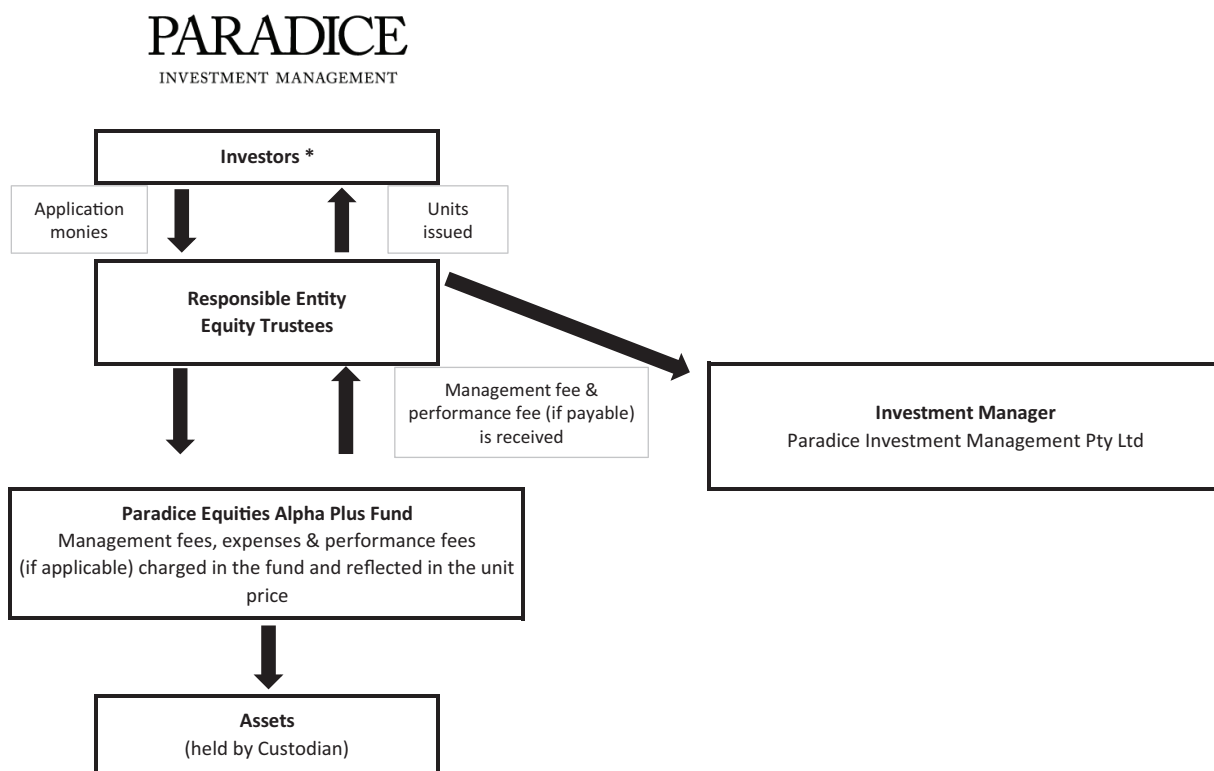 PARADICE
INVESTMENT MANAGEMENT
Investors *
Application
monies
Units
issued
Responsible Entity
Equity Trustees
Management fee &
performance fee (if payable)
is received
Investment Manager
Paradice Investment Management Pty Ltd
Paradice Equities Alpha Plus Fund
Management fees, expenses & performance fees
(if applicable) charged in the fund and reflected in the unit
price
Assets
(held by Custodian)